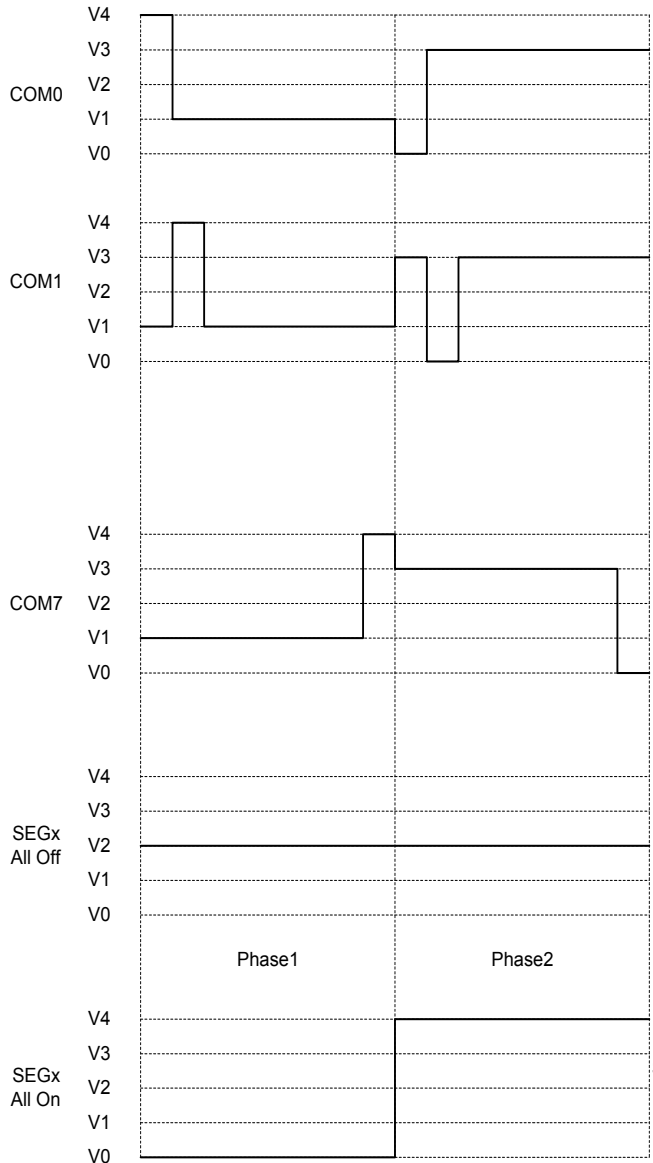 V4
V3
COM0
V2
V1
V0
V4
V3
COM1
V2
V1
V0
V4
V3
COM7
V2
V1
V0
V4
V3
SEGx
All Off
V2
V1
V0
Phase1
Phase2
V4
V3
SEGx
All On
V2
V1
V0